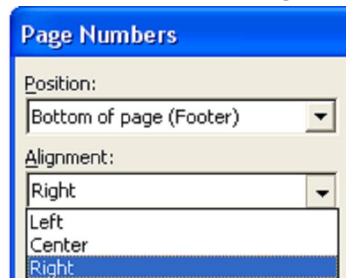 Page Numbers
Position:
Bottom of page (Footer)
Alignment:
Right
Left
Center
Right